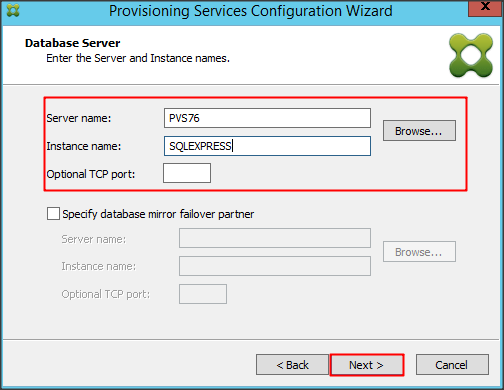 Provisioning Services Configuration Wizard
X
Database Server
Enter the Server and Instance names.
Server name: PVS76
Browse...
Instance name: SQLEXPRESS
Optional TCP port:
Specify database mirror failover partner
Server name:
Browse...
Instance name:
Optional TCP port:
< Back Next > Cancel